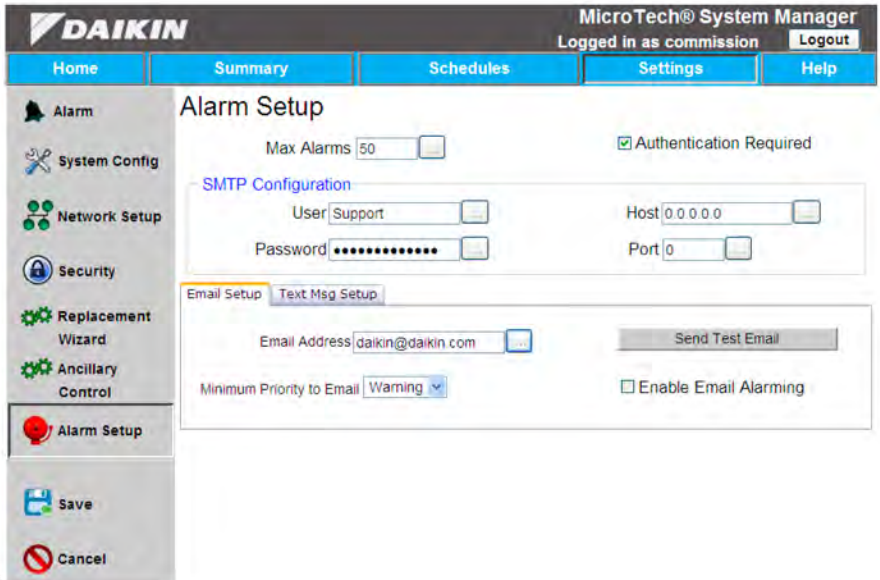 DAIKIN
MicroTech® System Manager
Logged in as commission Logout
Home Summary Schedules Settings Help
Alarm
System Config
Network Setup
Security
Replacement
Wizard
Ancillary
Control
Alarm Setup
Save
Cancel
Alarm Setup
Max Alarms 50 ...
Authentication Required
SMTP Configuration
User Support ... Host 0.0.0.0.0 ...
Password ••••••••••••• ... Port 0 ...
Email Setup Text Msg Setup
Email Address daikin@daikin.com ... Send Test Email
Minimum Priority to Email Warning Enable Email Alarming